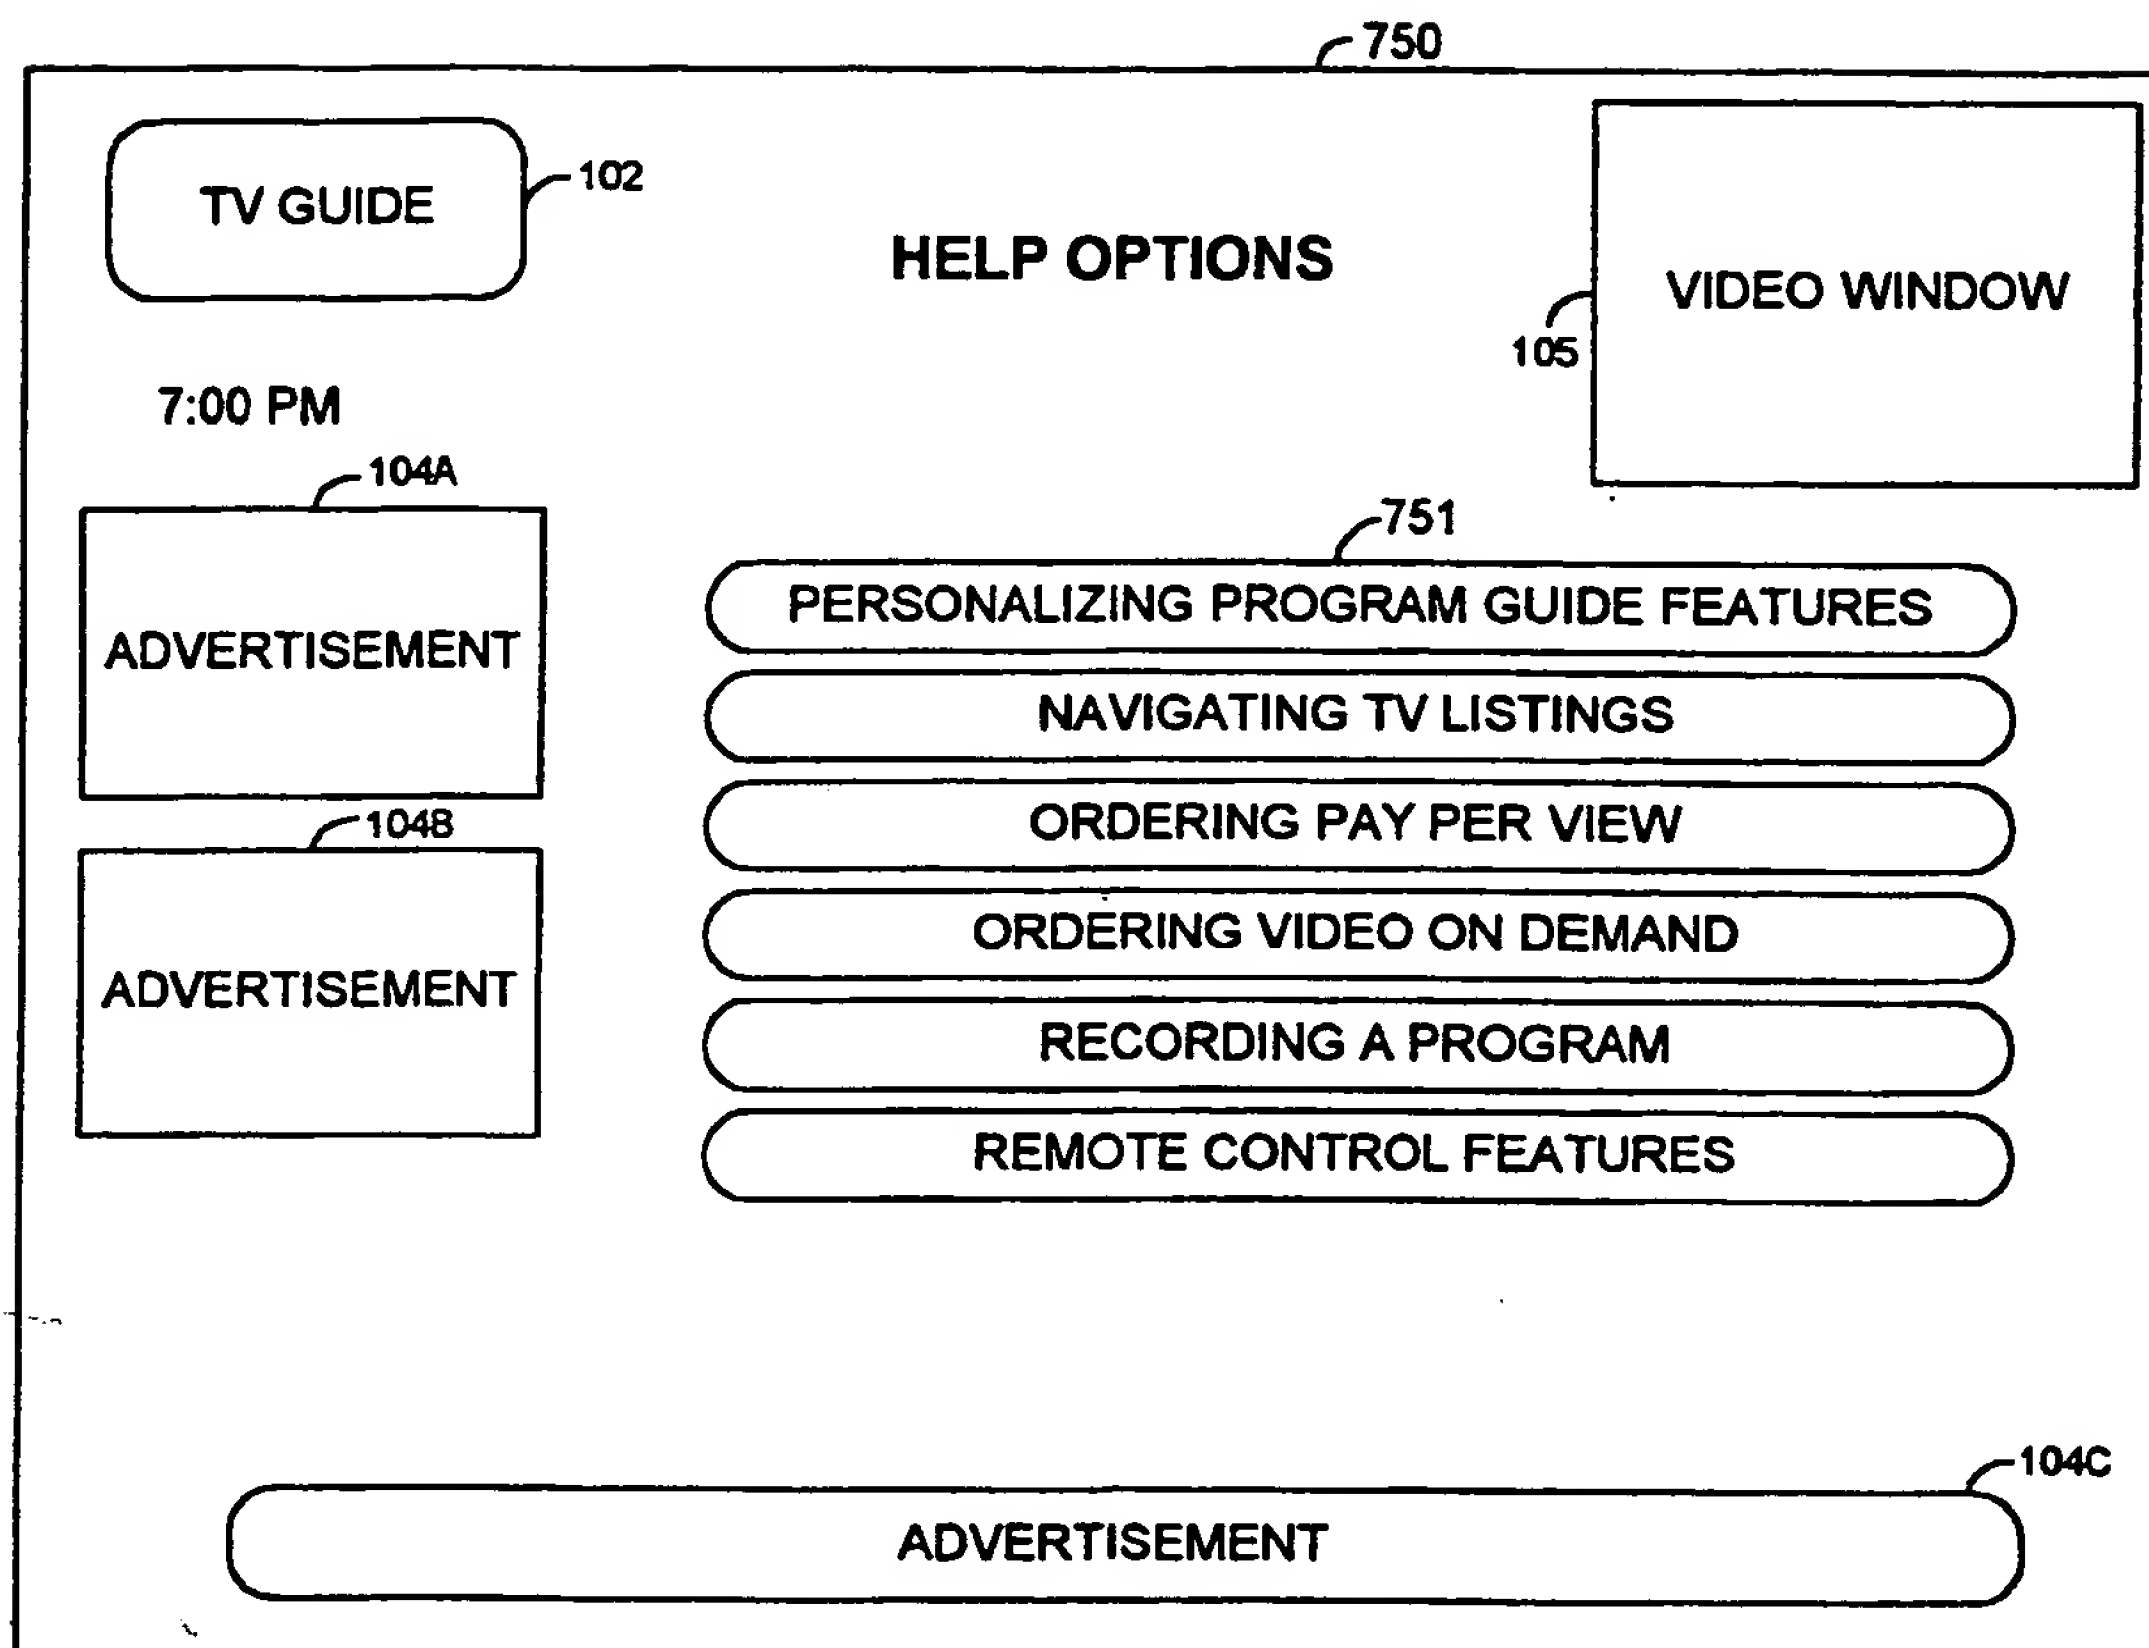 750
TV GUIDE
102
HELP OPTIONS
VIDEO WINDOW
105
7:00 PM
104A
ADVERTISEMENT
751
PERSONALIZING PROGRAM GUIDE FEATURES
NAVIGATING TV LISTINGS
ORDERING PAY PER VIEW
104B
ADVERTISEMENT
ORDERING VIDEO ON DEMAND
RECORDING A PROGRAM
REMOTE CONTROL FEATURES
104C
ADVERTISEMENT